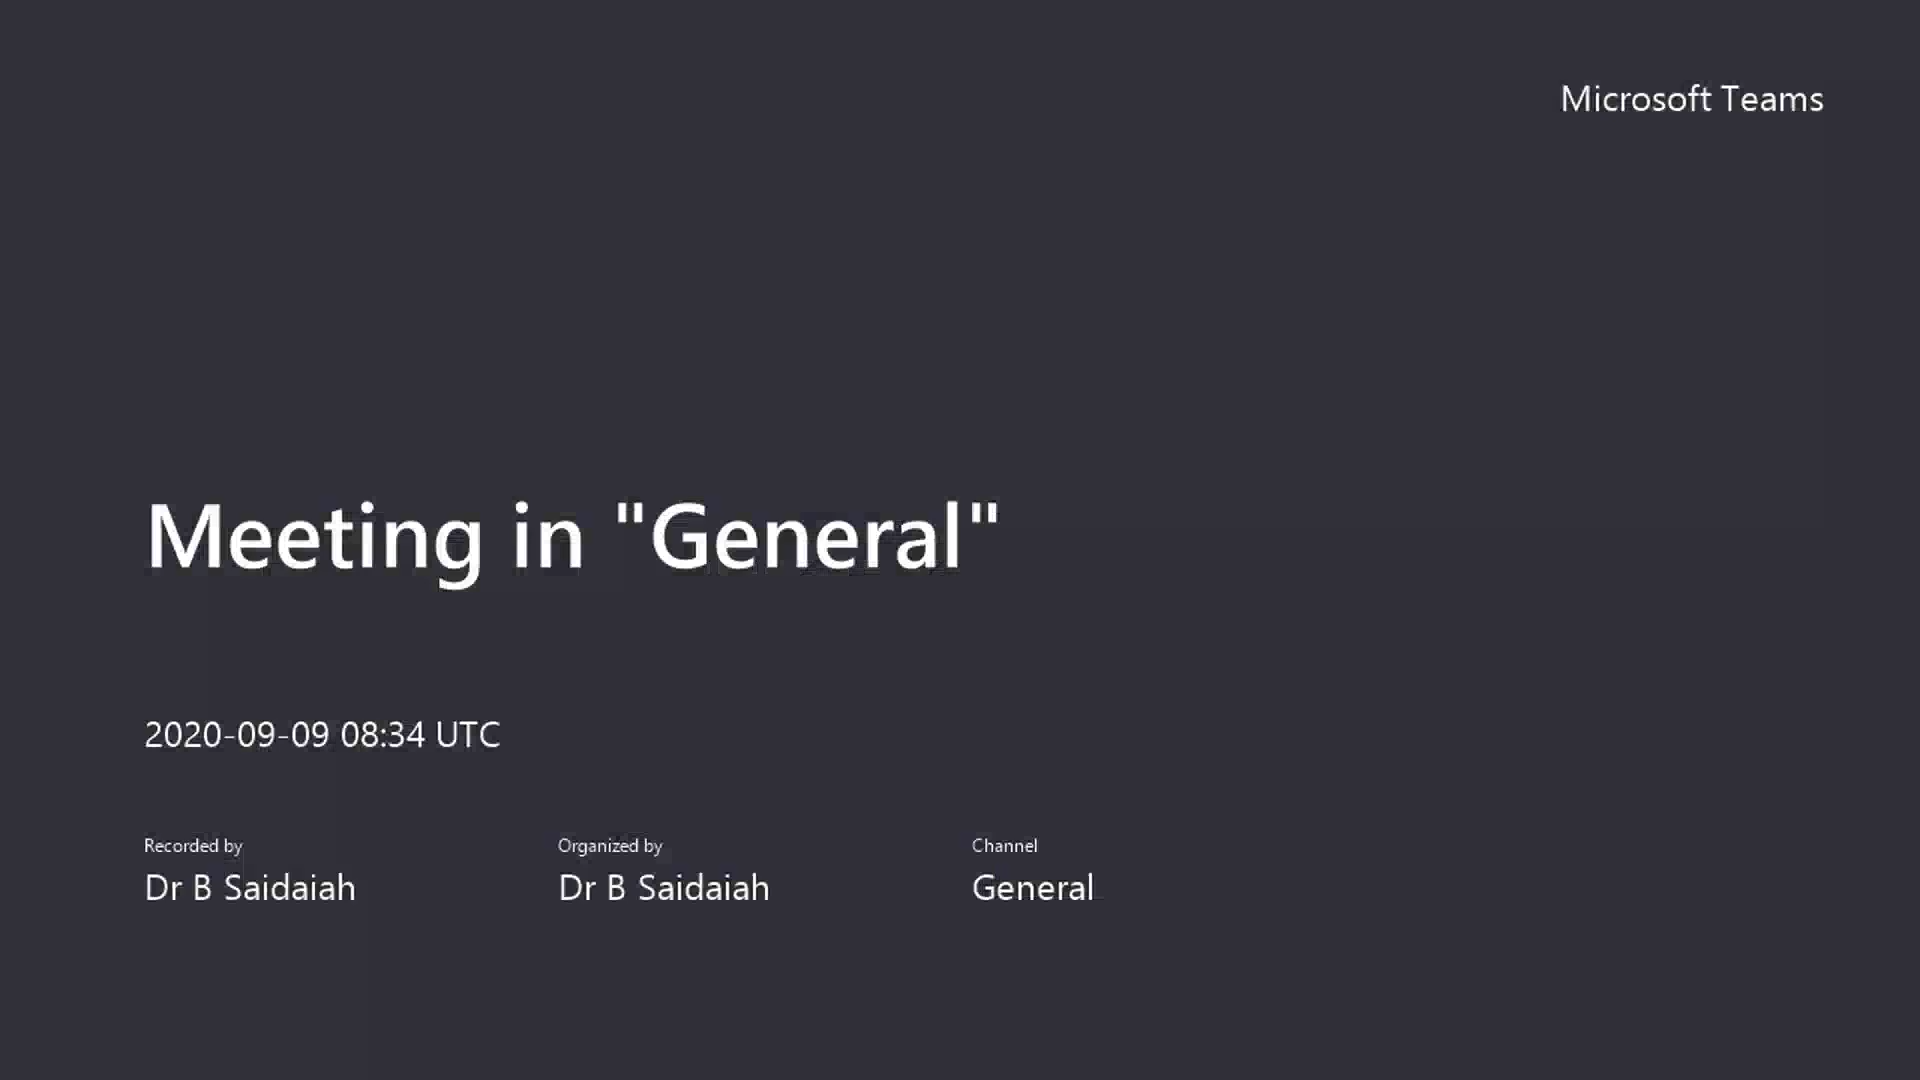 Microsoft Teams
Meeting in "General"
2020-09-09 08:34 UTC
Recorded by
Dr B Saidaiah
Organized by
Dr B Saidaiah
Channel
General